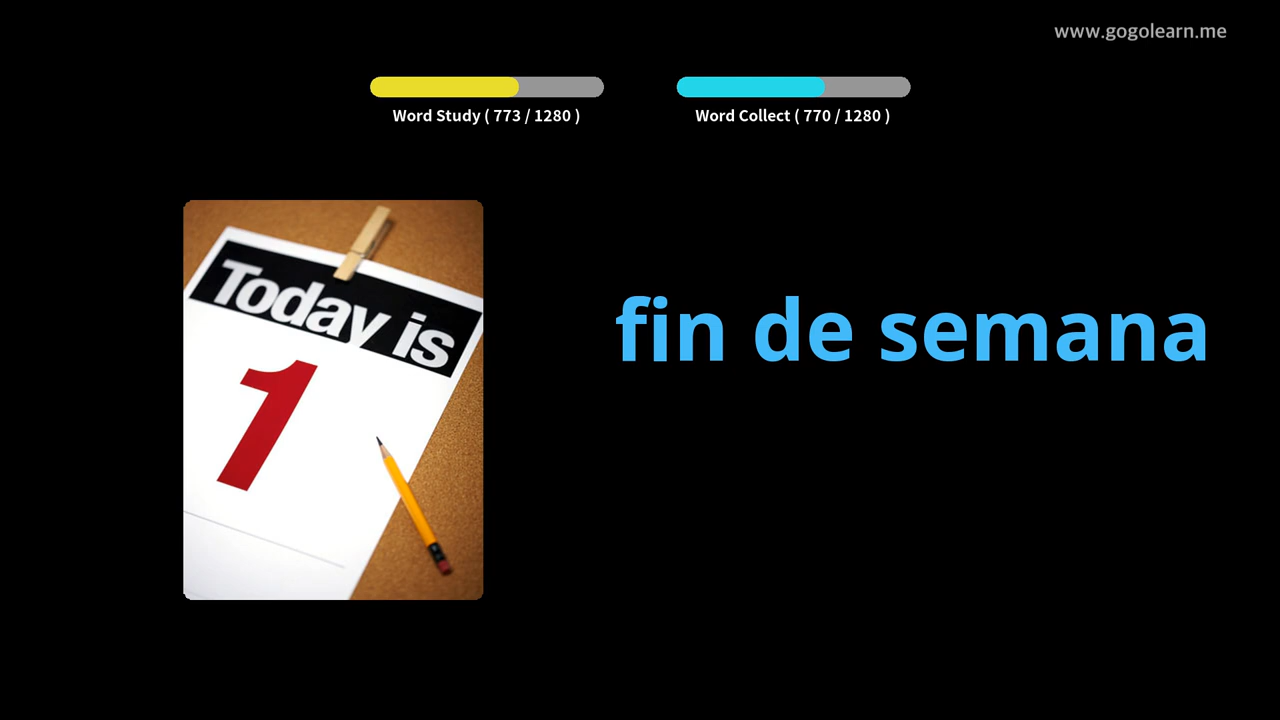 www.gogolearn.me
Word Study ( 773 / 1280 )
Word Collect ( 770 / 1280 )
Today is
1
fin de semana